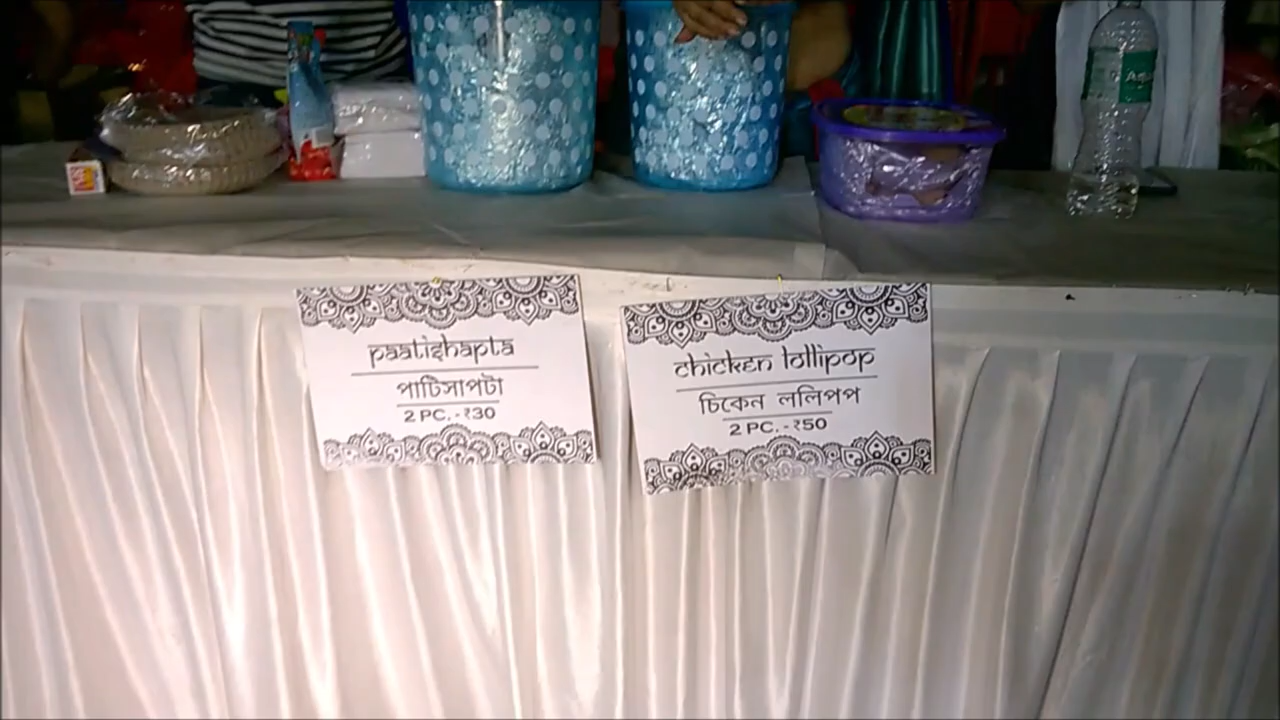 paatishapta
পাটিসাপটা
2 PC. - ₹30
chicken lollipop
চিকেন ললিপপ
2 PC. - ₹50